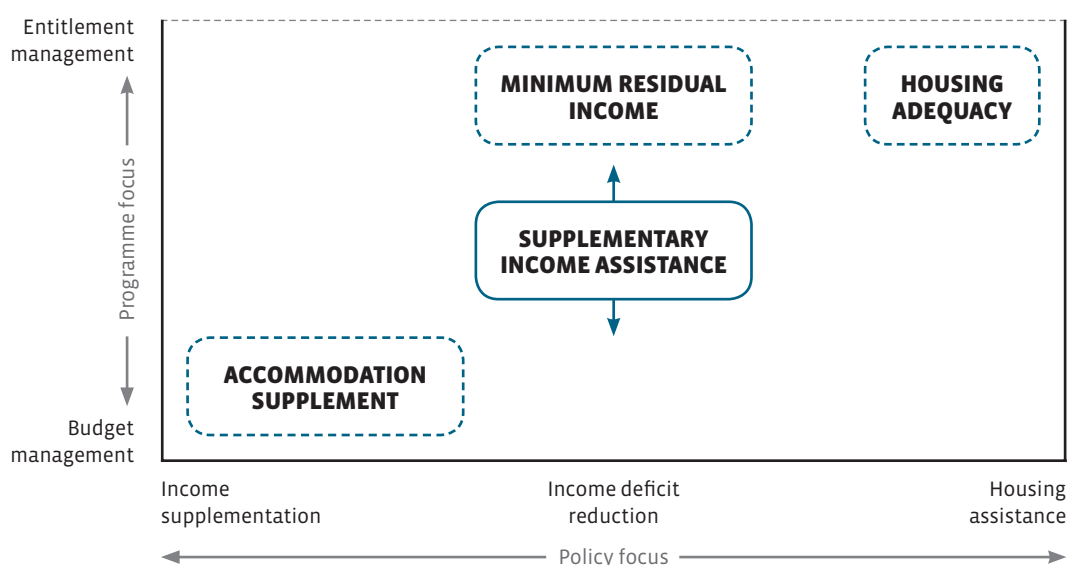 Entitlement
management
MINIMUM RESIDUAL
INCOME
HOUSING
ADEQUACY
Programme focus
SUPPLEMENTARY
INCOME ASSISTANCE
ACCOMMODATION
SUPPLEMENT
Budget
management
Income
supplementation
Income deficit
reduction
Housing
assistance
Policy focus